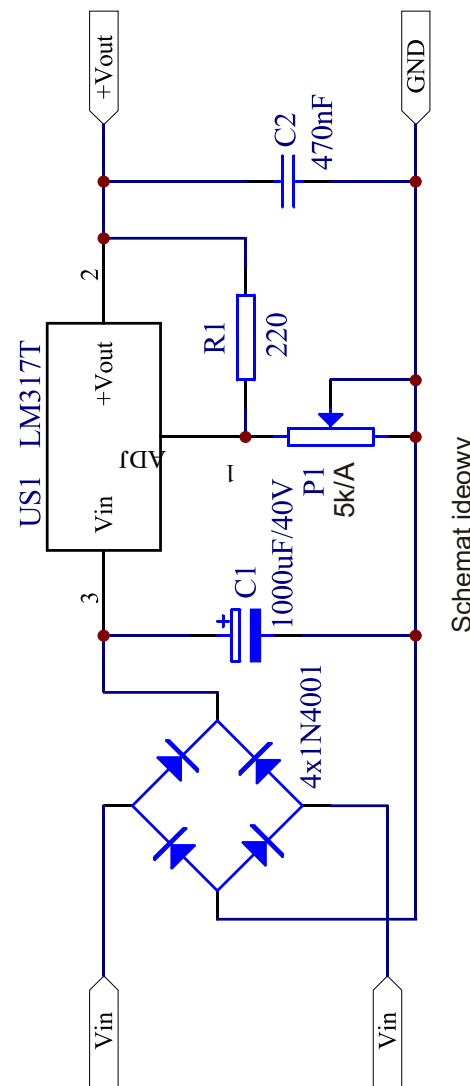 US1 LM317T
Vin
+Vout
ADJ
3
2
1
Vin
Vin
4x1N4001
+
C1
1000uF/40V
P1
5k/A
R1
220
C2
470nF
+Vout
GND
Schemat ideowy